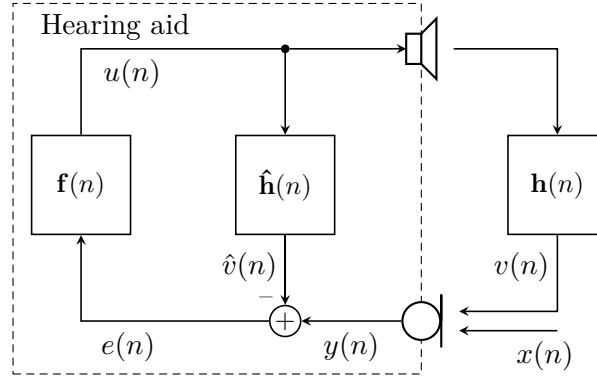 Hearing aid
u(n)
f(n)
ĥ(n)
h(n)
v̂(n)
v(n)
−
+
e(n)
y(n)
x(n)